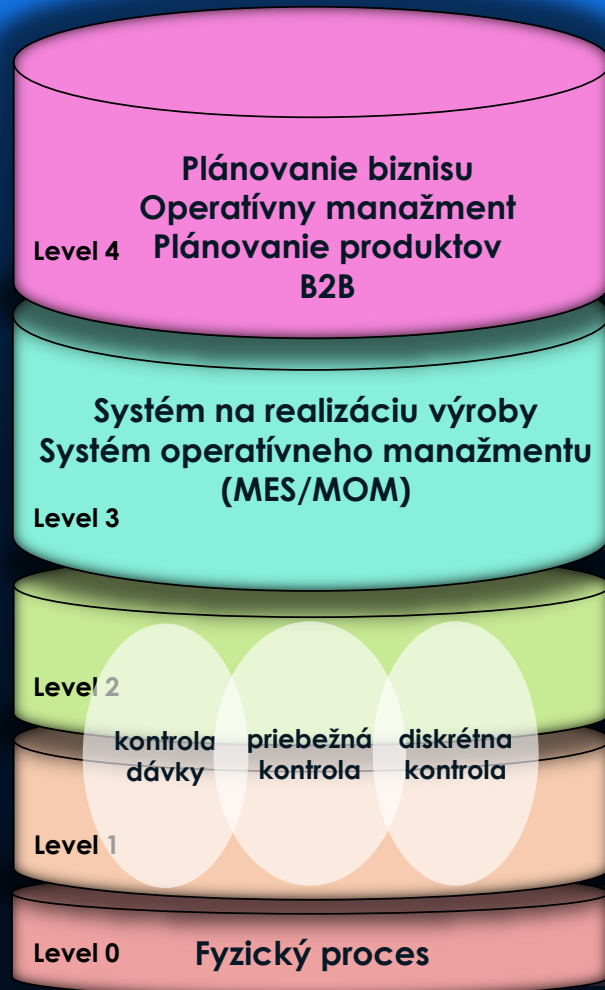 Plánovanie biznisu
Operatívny manažment
Level 4 Plánovanie produktov
B2B
Systém na realizáciu výroby
Systém operatívneho manažmentu
(MES/MOM)
Level 3
Level 2
kontrola dávky
priebežná kontrola
diskrétna kontrola
Level 1
Level 0 Fyzický proces